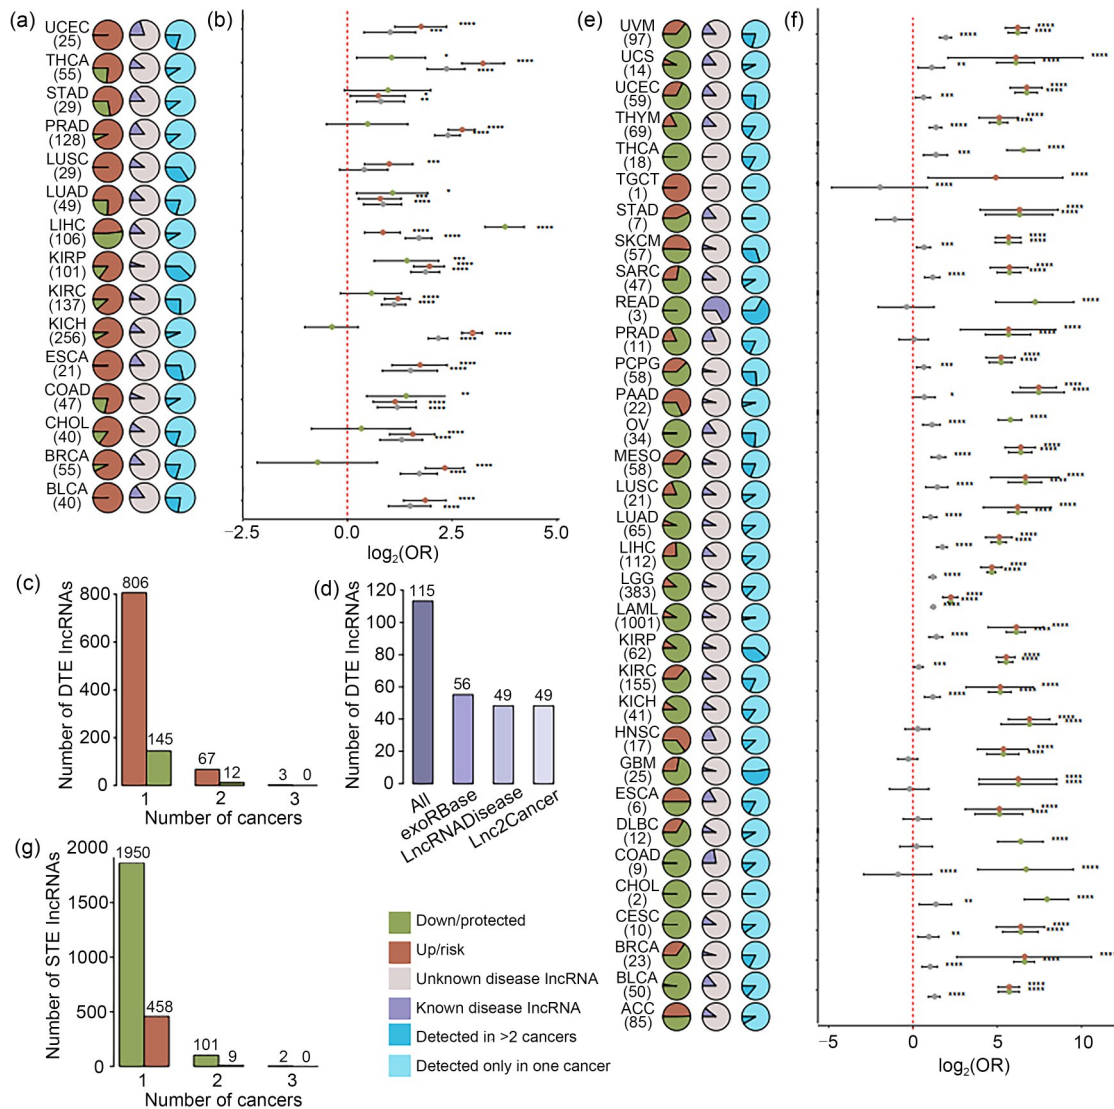 (a)
UCEC
(25)
THCA
(55)
STAD
(29)
PRAD
(128)
LUSC
(29)
LUAD
(49)
LIHC
(106)
KIRP
(101)
KIRC
(137)
KICH
(256)
ESCA
(21)
COAD
(47)
CHOL
(40)
BRCA
(55)
BLCA
(40)
(b)
−2.5 0.0 2.5 5.0
log2(OR)
(c)
Number of DTE lncRNAs
800
600
400
200
0
806
145
67
12
3 0
1 2 3
Number of cancers
(d)
Number of DTE lncRNAs
120
100
80
60
40
20
0
115
56
49
49
All
exoRBase
LncRNADisease
Lnc2Cancer
(e)
UVM
(97)
UCS
(14)
UCEC
(59)
THYM
(69)
THCA
(18)
TGCT
(1)
STAD
(7)
SKCM
(57)
SARC
(47)
READ
(3)
PRAD
(11)
PCPG
(58)
PAAD
(22)
OV
(34)
MESO
(58)
LUSC
(21)
LUAD
(65)
LIHC
(112)
LGG
(383)
LAML
(1001)
KIRP
(62)
KIRC
(155)
KICH
(41)
HNSC
(17)
GBM
(25)
ESCA
(6)
DLBC
(12)
COAD
(9)
CHOL
(2)
CESC
(10)
BRCA
(23)
BLCA
(50)
ACC
(85)
(f)
−5 0 5 10
log2(OR)
(g)
Number of STE lncRNAs
2000
1500
1000
500
0
1950
458
101
9
2 0
1 2 3
Number of cancers
Down/protected
Up/risk
Unknown disease lncRNA
Known disease lncRNA
Detected in >2 cancers
Detected only in one cancer